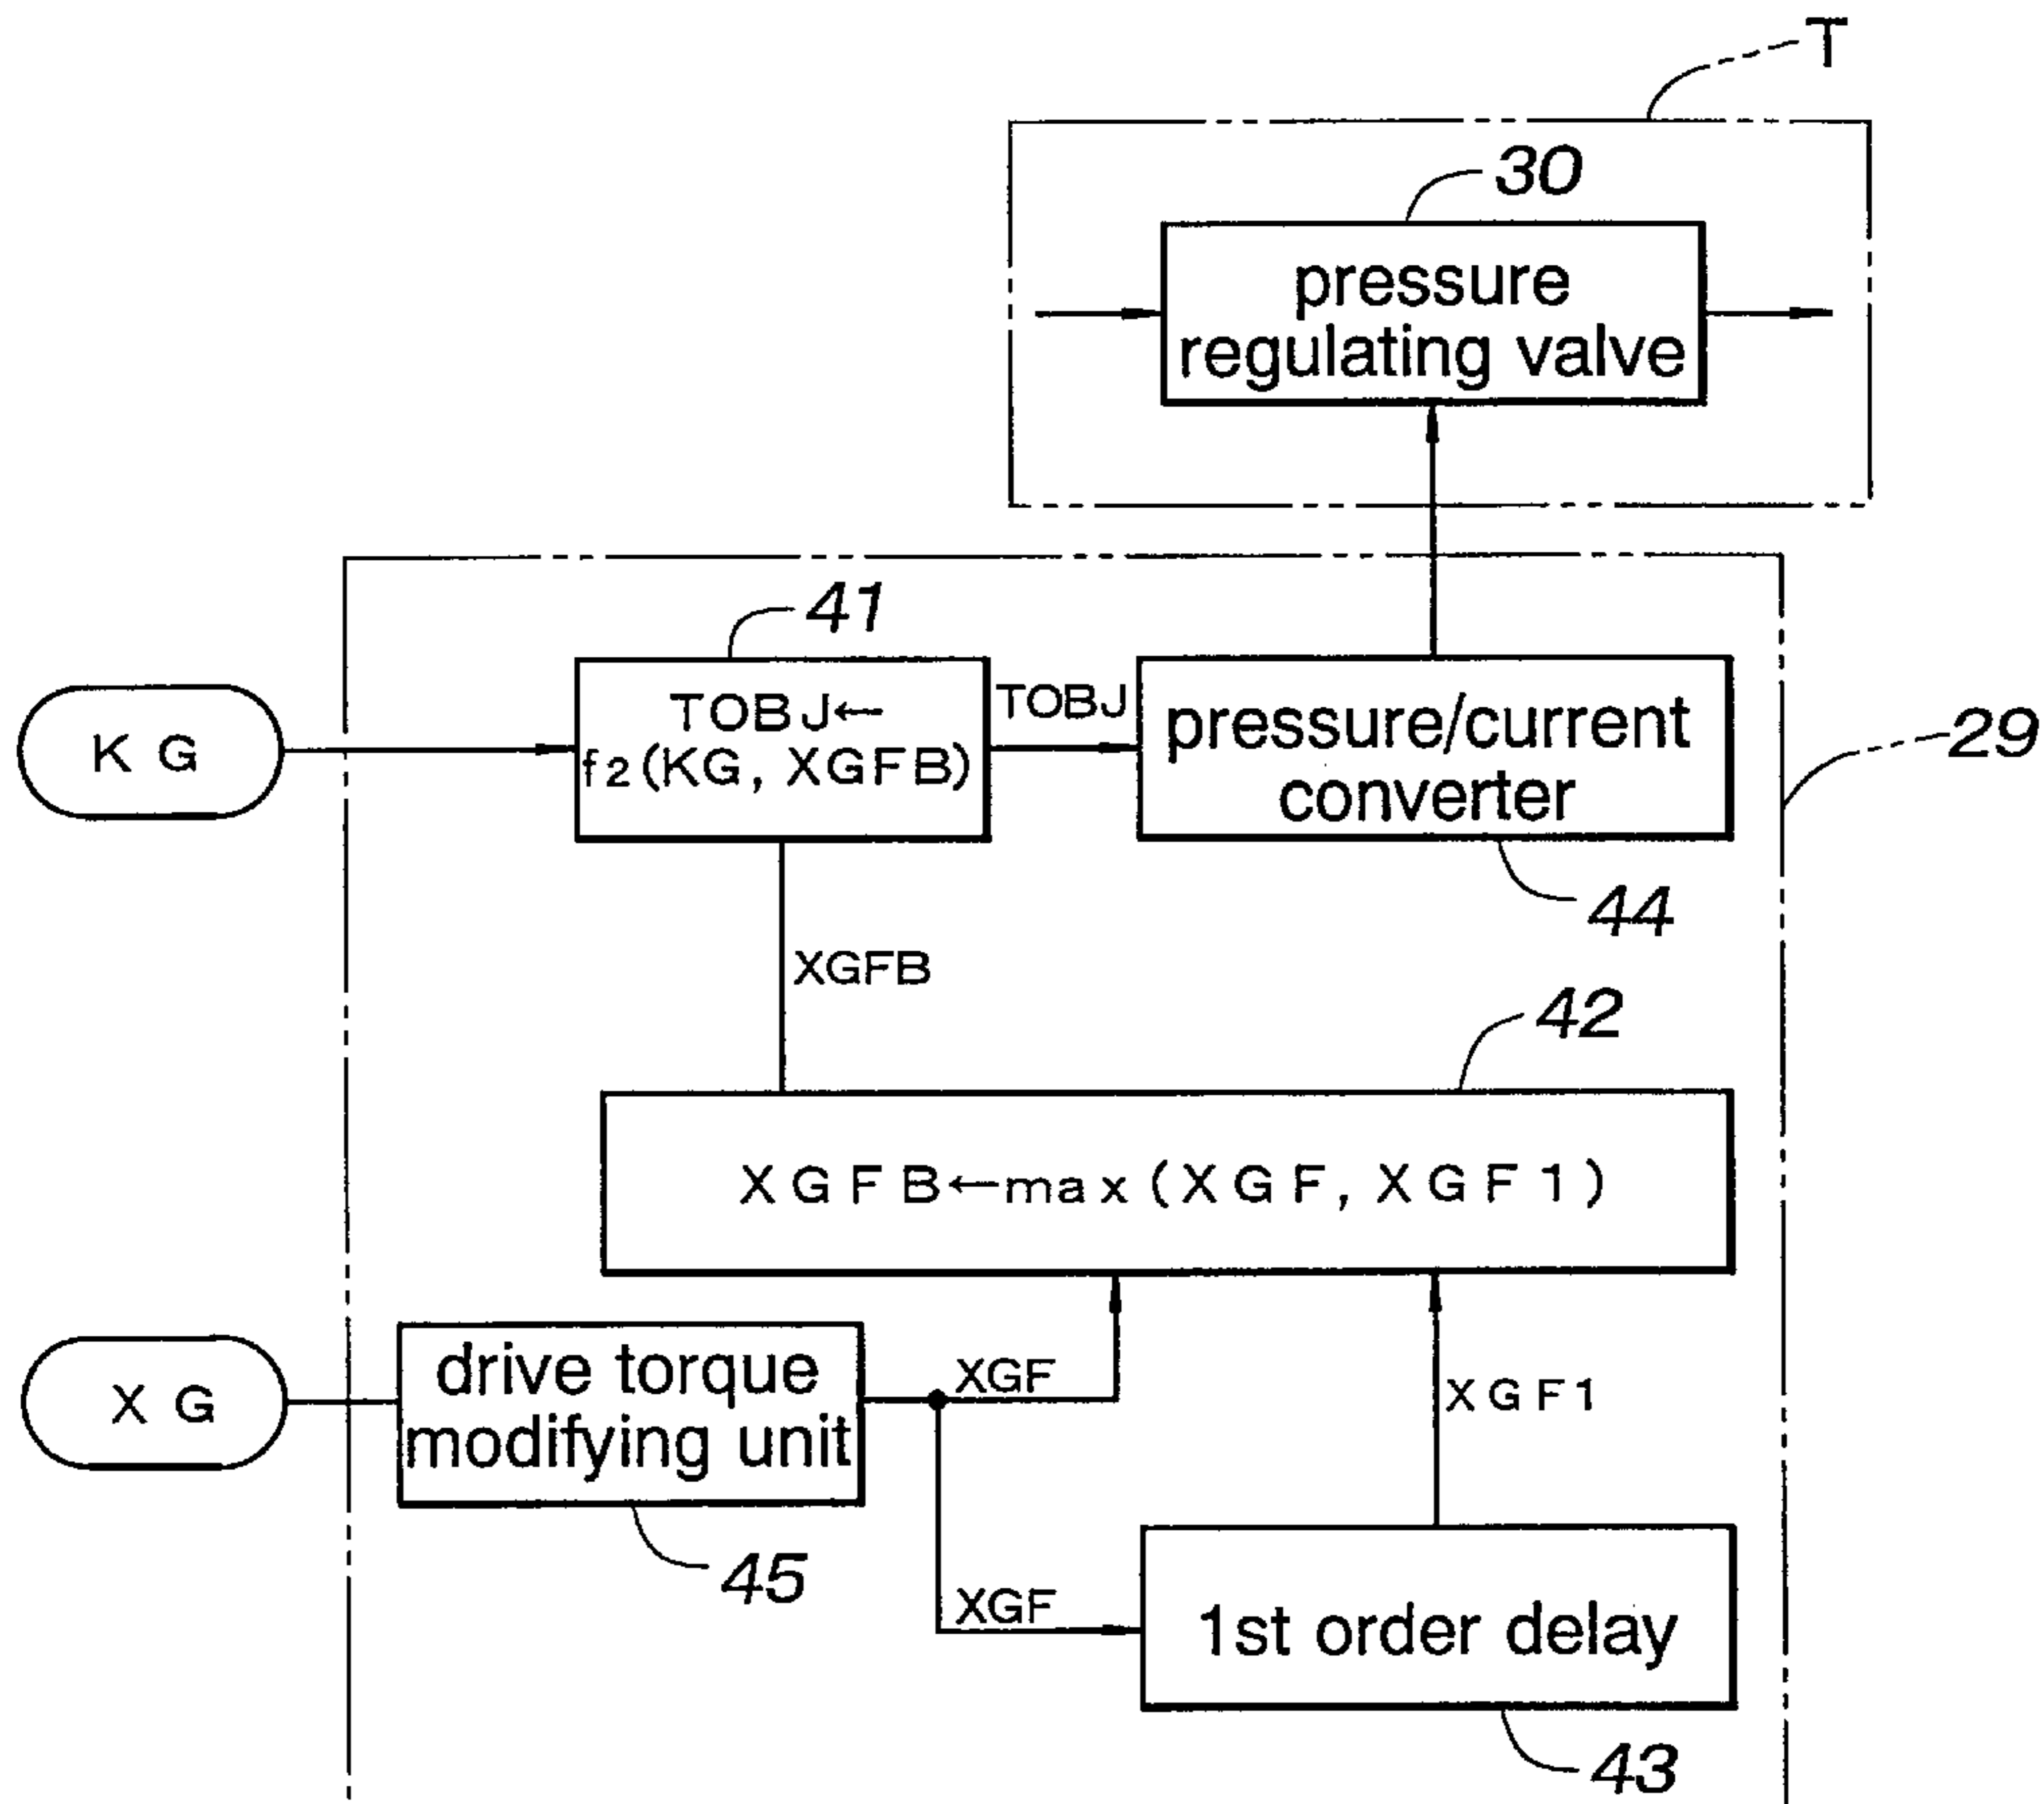 T
30
pressure
regulating valve
41
KG
TOBJ←
f2(KG, XGFB)
TOBJ
pressure/current
converter
29
44
XGFB
42
XGFB←max(XGF, XGF1)
XG
drive torque
modifying unit
XGF
XGF1
45
XGF
1st order delay
43